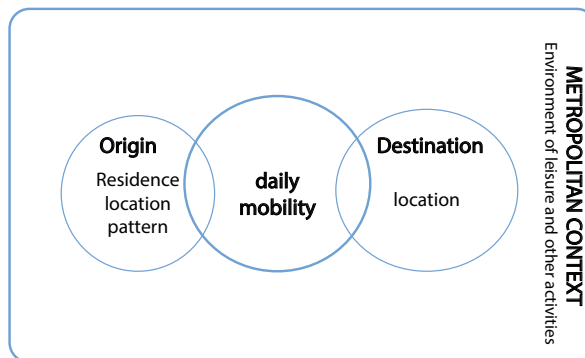 Origin
Residence
location
pattern
daily
mobility
Destination
location
METROPOLITAN CONTEXT
Environment of leisure and other activities